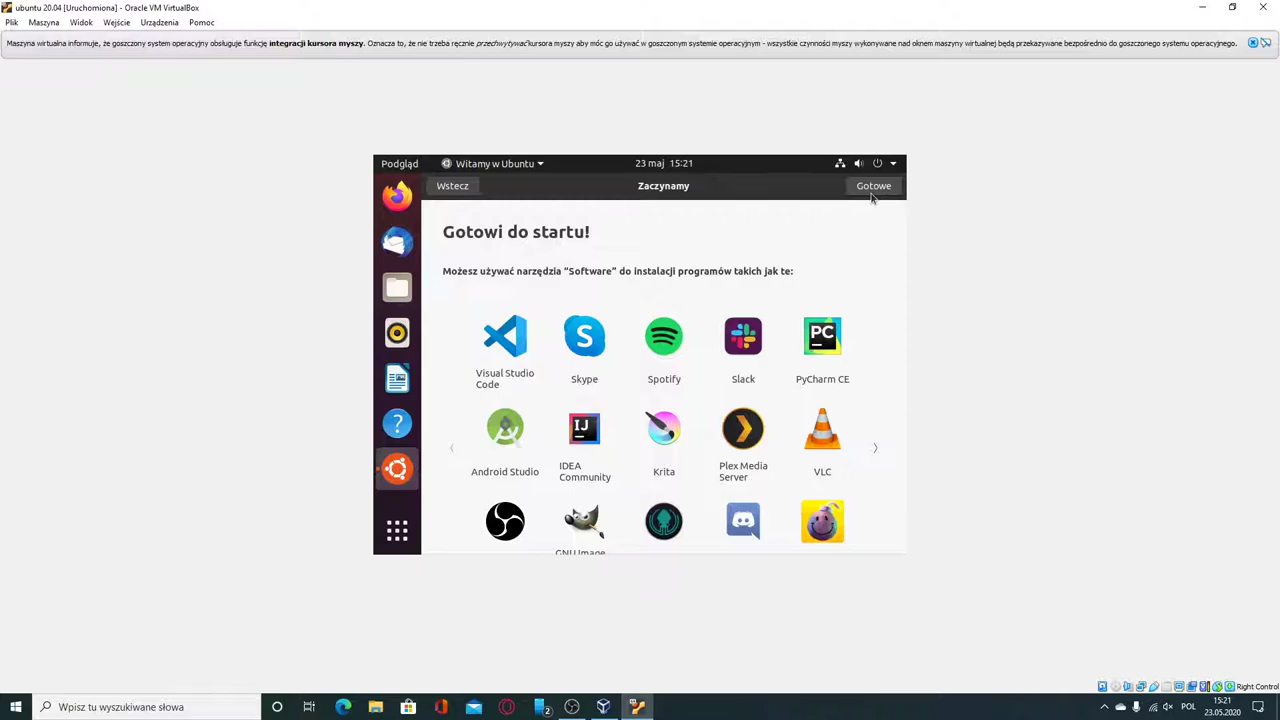 ubuntu 20.04 [Uruchomiona] - Oracle VM VirtualBox
Plik Maszyna Widok Wejście Urządzenia Pomoc
Maszyna wirtualna informuje, że goszczony system operacyjny obsługuje funkcję integracji kursora myszy. Oznacza to, że nie trzeba ręcznie przechwytywać kursora myszy aby móc go używać w goszczonym systemie operacyjnym - wszystkie czynności myszy wykonywane nad oknem maszyny wirtualnej będą przekazywane bezpośrednio do goszczonego systemu operacyjnego.
Podgląd Witamy w Ubuntu 23 maj 15:21
Wstecz Zaczynamy Gotowe
Gotowi do startu!
Możesz używać narzędzia “Software” do instalacji programów takich jak te:
Visual Studio Code Skype Spotify Slack PyCharm CE
Android Studio IDEA Community Krita Plex Media Server VLC
GNU Image
Right Control
Wpisz tu wyszukiwane słowa
POL
15:21
23.05.2020